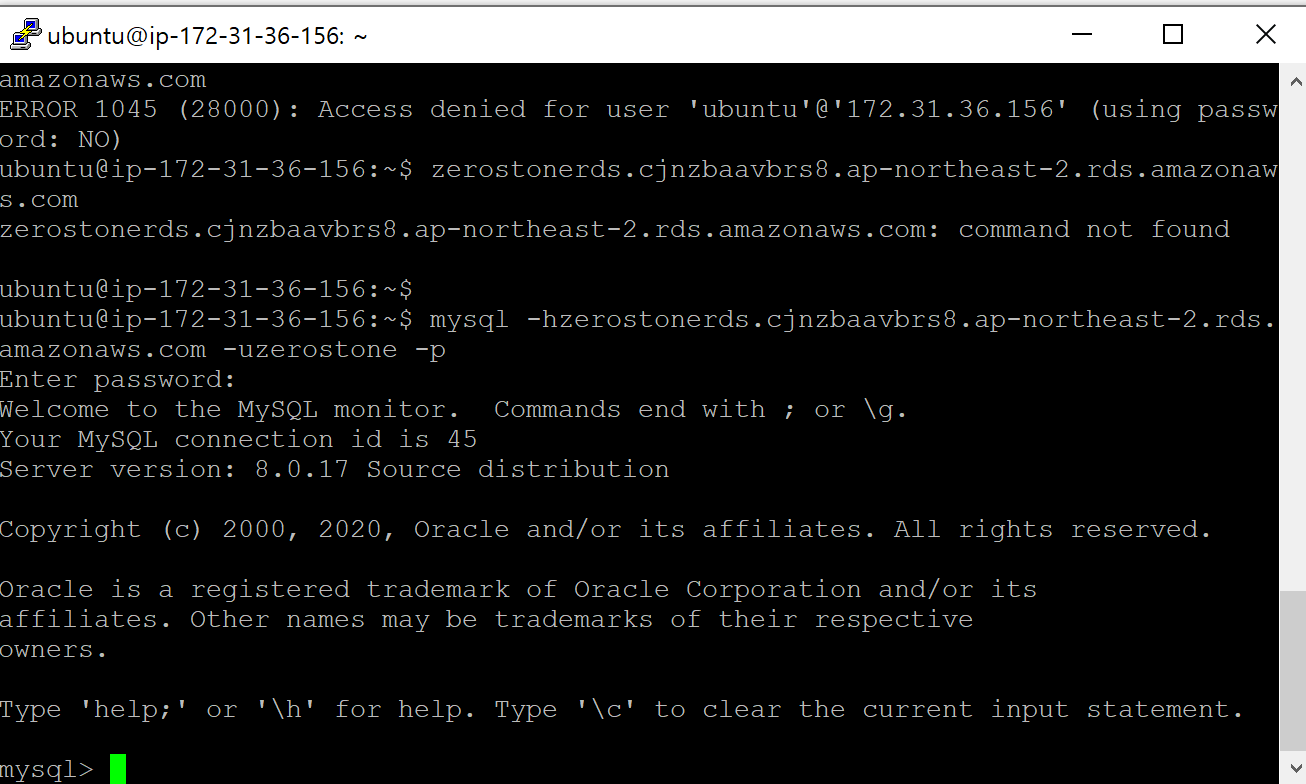 ubuntu@ip-172-31-36-156: ~
amazonaws.com
ERROR 1045 (28000): Access denied for user 'ubuntu'@'172.31.36.156' (using passw
ord: NO)
ubuntu@ip-172-31-36-156:~$ zerostonerds.cjnzbaavbrs8.ap-northeast-2.rds.amazonaw
s.com
zerostonerds.cjnzbaavbrs8.ap-northeast-2.rds.amazonaws.com: command not found
ubuntu@ip-172-31-36-156:~$
ubuntu@ip-172-31-36-156:~$ mysql -hzerostonerds.cjnzbaavbrs8.ap-northeast-2.rds.
amazonaws.com -uzerostone -p
Enter password:
Welcome to the MySQL monitor.  Commands end with ; or \g.
Your MySQL connection id is 45
Server version: 8.0.17 Source distribution
Copyright (c) 2000, 2020, Oracle and/or its affiliates. All rights reserved.
Oracle is a registered trademark of Oracle Corporation and/or its
affiliates. Other names may be trademarks of their respective
owners.
Type 'help;' or '\h' for help. Type '\c' to clear the current input statement.
mysql>